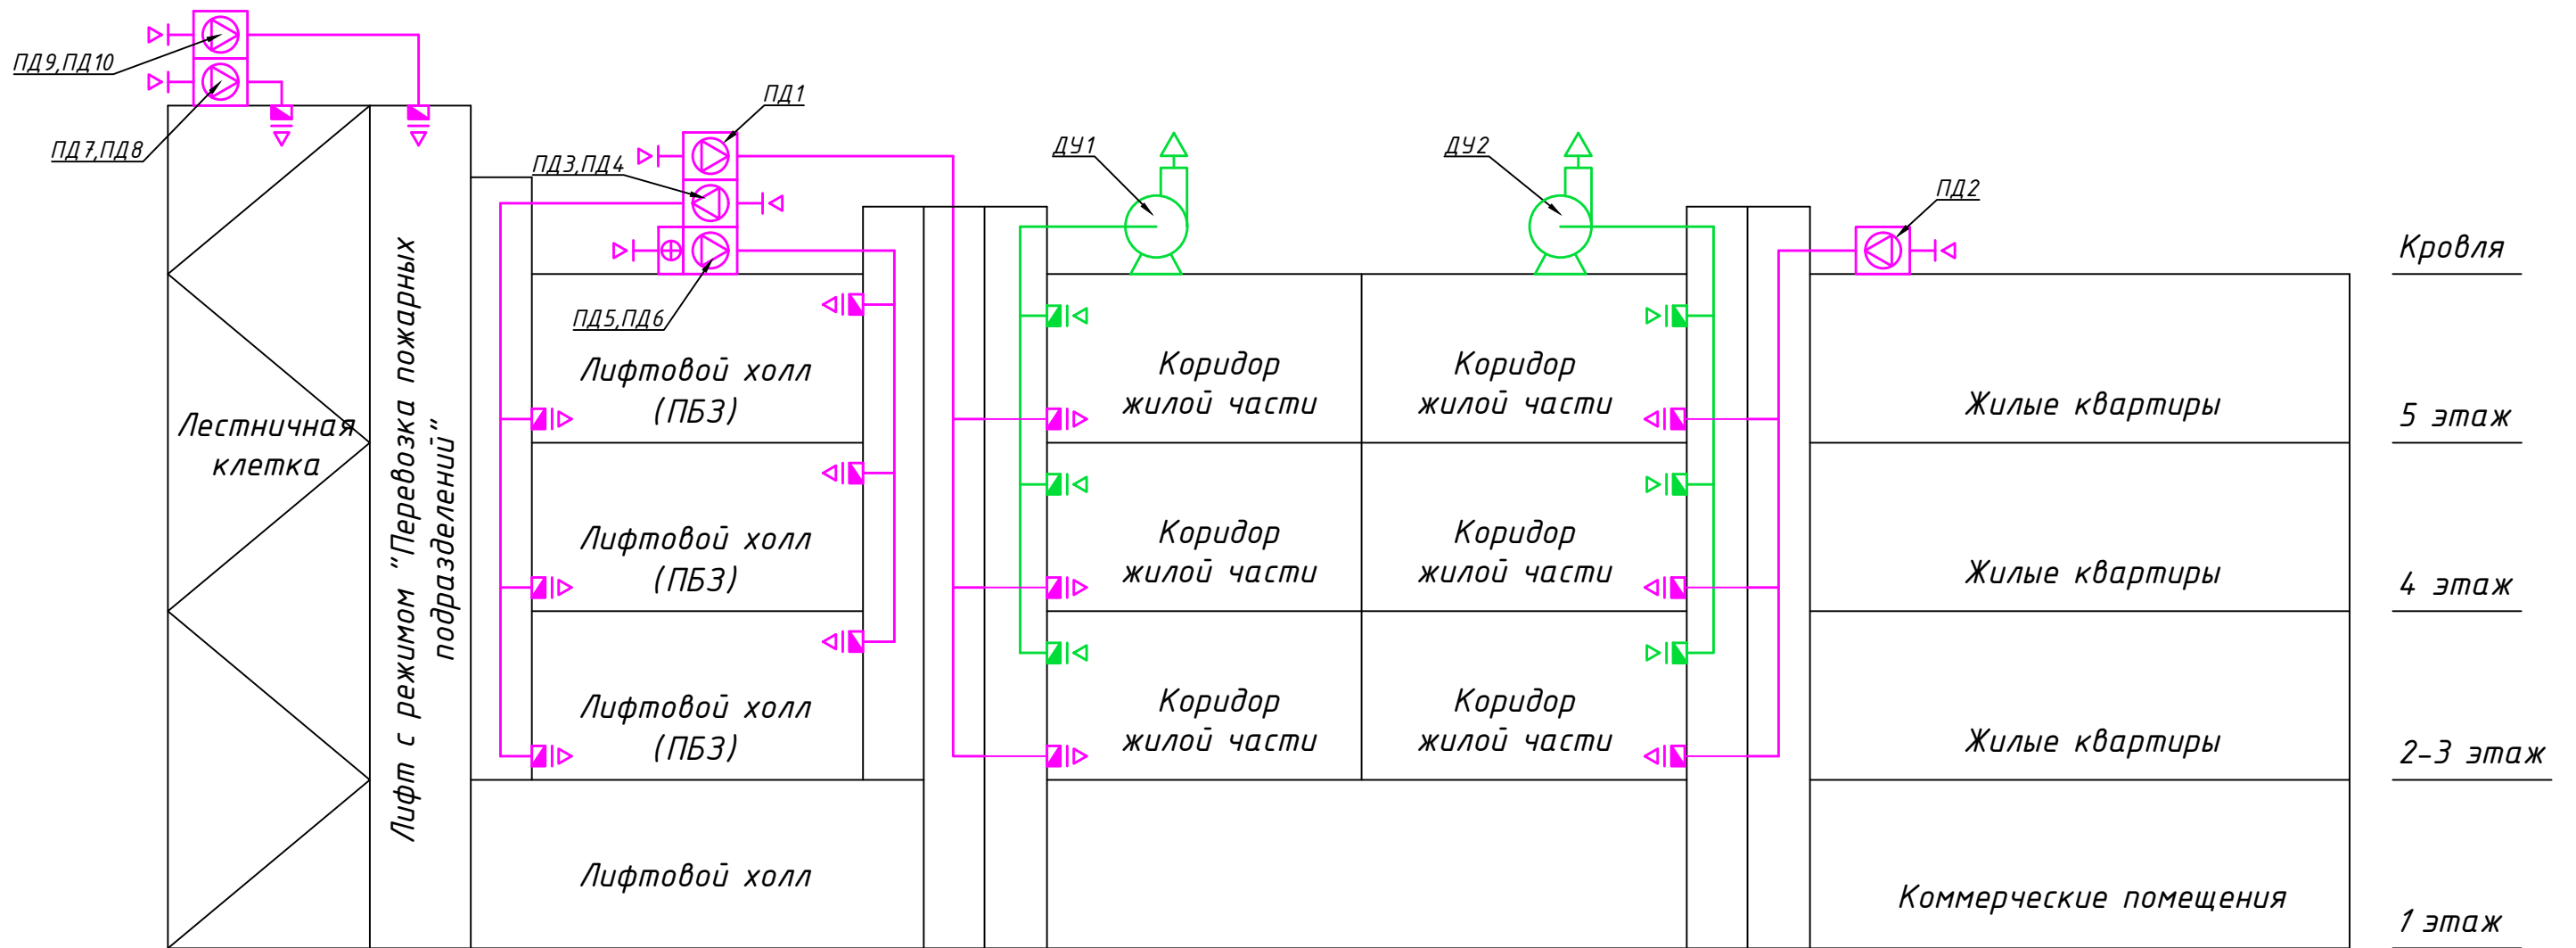 ПД9,ПД10
ПД7,ПД8
ПД1
ПД3,ПД4
ПД5,ПД6
ДУ1
ДУ2
ПД2
Кровля
Лестничная
клетка
Лифт с режимом "Перевозка пожарных
подразделений"
Лифтовой холл
(ПБЗ)
Коридор
жилой части
Коридор
жилой части
Жилые квартиры
5 этаж
Лифтовой холл
(ПБЗ)
Коридор
жилой части
Коридор
жилой части
Жилые квартиры
4 этаж
Лифтовой холл
(ПБЗ)
Коридор
жилой части
Коридор
жилой части
Жилые квартиры
2-3 этаж
Лифтовой холл
Коммерческие помещения
1 этаж